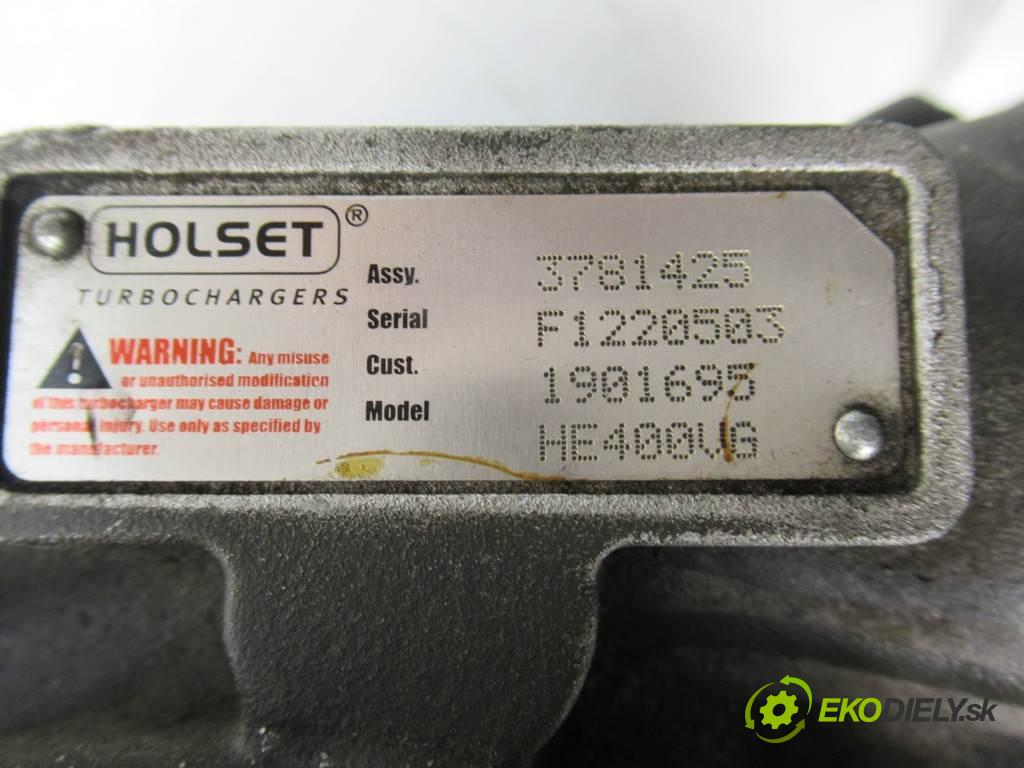 HOLSET®
TURBOCHARGERS
WARNING: Any misuse
or unauthorised modification
of this turbocharger may cause damage or
personal injury. Use only as specified by
the manufacturer.
Assy. 3781425
Serial F1220503
Cust. 1901695
Model HE400VG
EKODIELY.sk